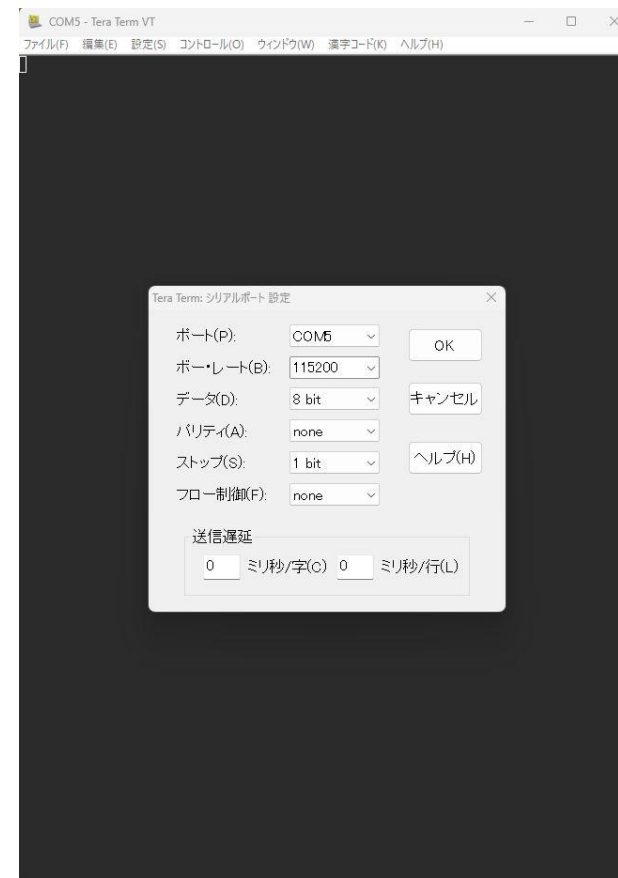 COM5 - Tera Term VT
ファイル(F) 編集(E) 設定(S) コントロール(O) ウィンドウ(W) 漢字コード(K) ヘルプ(H)
Tera Term: シリアルポート 設定
ポート(P): COM5
OK
ボー・レート(B): 115200
データ(D): 8 bit
キャンセル
パリティ(A): none
ストップ(S): 1 bit
ヘルプ(H)
フロー制御(F): none
送信遅延
0 ミリ秒/字(C) 0 ミリ秒/行(L)